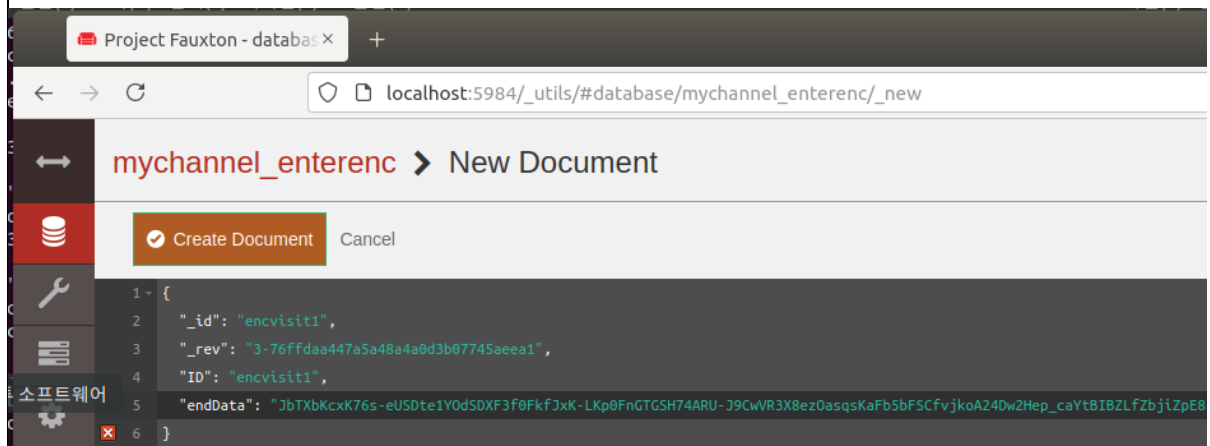 Project Fauxton - databas
localhost:5984/_utils/#database/mychannel_enterenc/_new
mychannel_enterenc New Document
Create Document Cancel
1 {
2 "_id": "encvisit1",
3 "_rev": "3-76ffdaa447a5a48a4a0d3b07745aeea1",
4 "ID": "encvisit1",
소프트웨어
5 "endData": "JbTXbKcxK76s-eUSDte1YOdSDXF3f0FkfJxK-LKp0FnGTGSH74ARU-J9CwVR3X8ezOasqsKaFb5bFSCfvjkoA24Dw2Hep_caYtBIBZLfZbjiZpE8
6 }